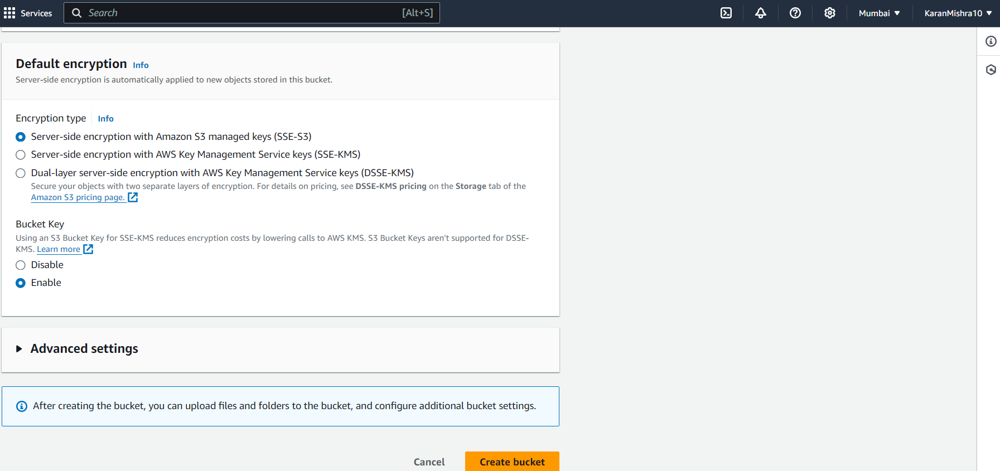 Services
Search [Alt+S]
Mumbai
KaranMishra10
Default encryption Info
Server-side encryption is automatically applied to new objects stored in this bucket.
Encryption type Info
Server-side encryption with Amazon S3 managed keys (SSE-S3)
Server-side encryption with AWS Key Management Service keys (SSE-KMS)
Dual-layer server-side encryption with AWS Key Management Service keys (DSSE-KMS)
Secure your objects with two separate layers of encryption. For details on pricing, see DSSE-KMS pricing on the Storage tab of the
Amazon S3 pricing page.
Bucket Key
Using an S3 Bucket Key for SSE-KMS reduces encryption costs by lowering calls to AWS KMS. S3 Bucket Keys aren't supported for DSSE-
KMS. Learn more
Disable
Enable
Advanced settings
After creating the bucket, you can upload files and folders to the bucket, and configure additional bucket settings.
Cancel
Create bucket